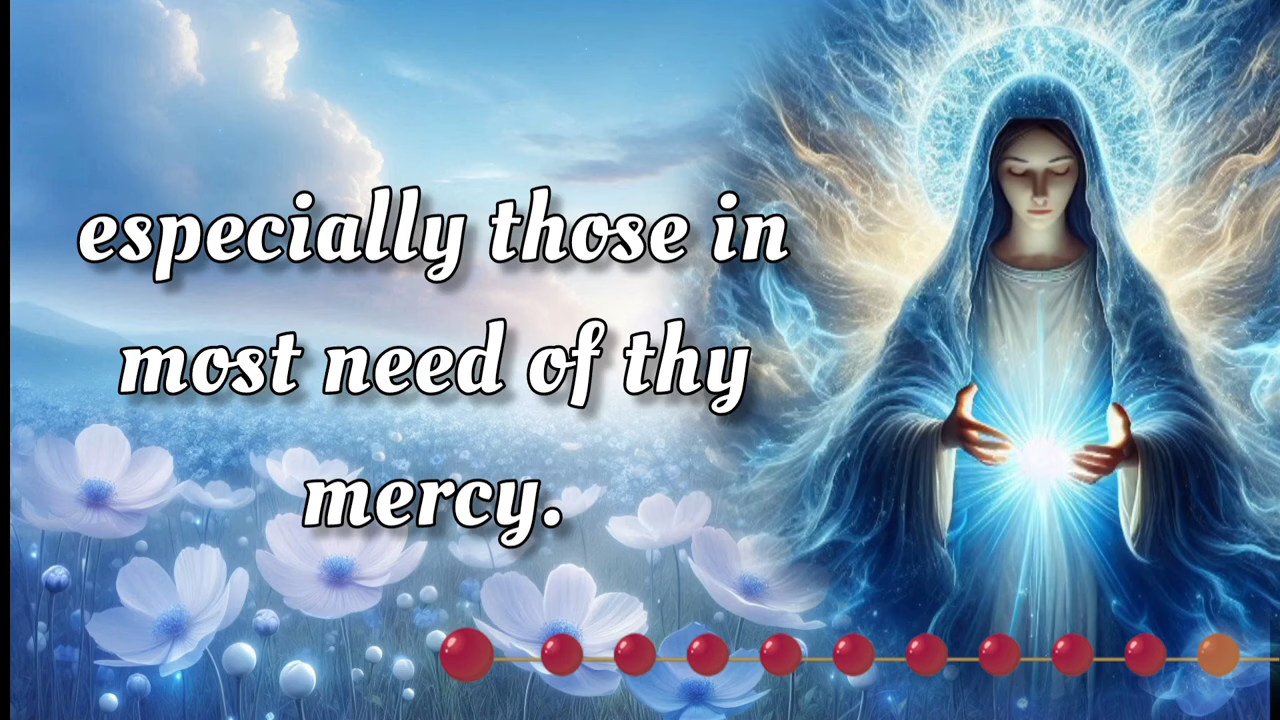 especially those in
most need of thy
mercy.